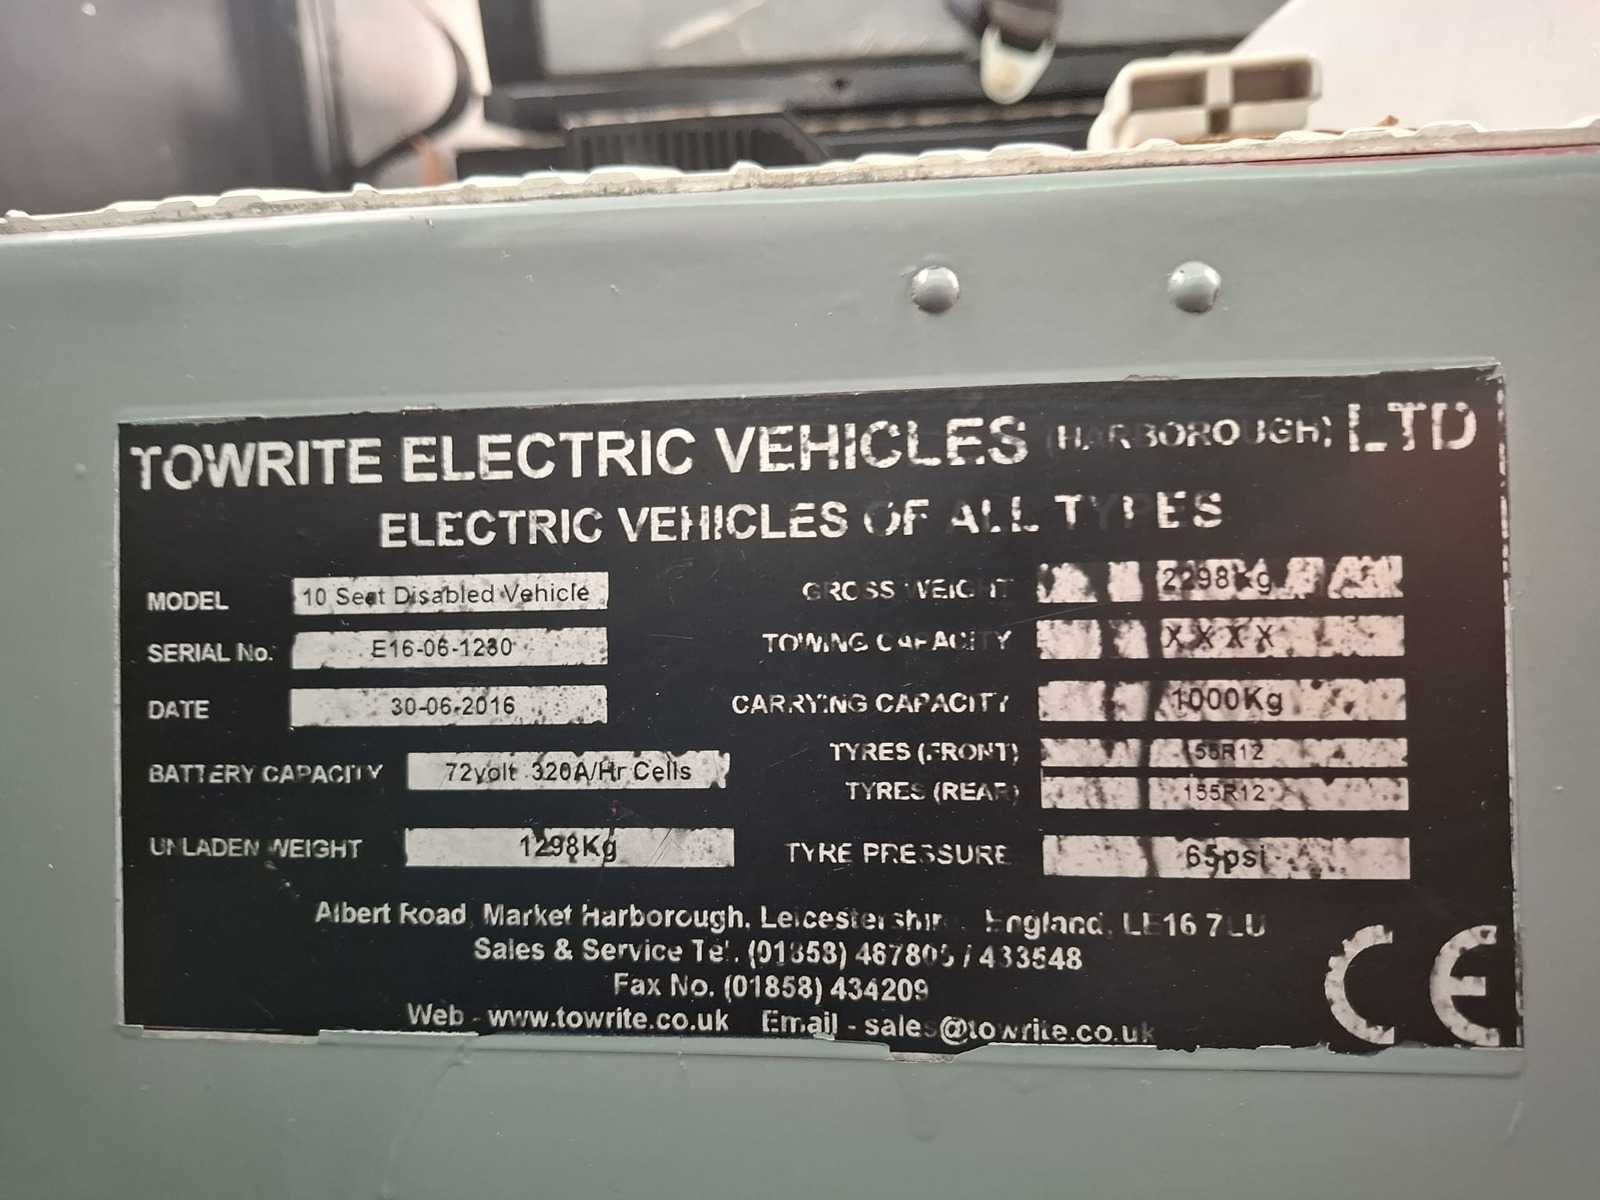 TOWRITE ELECTRIC VEHICLES (HARBOROUGH) LTD
ELECTRIC VEHICLES OF ALL TYPES
MODEL 10 Seat Disabled Vehicle
SERIAL No. E16-06-1280
DATE 30-06-2016
BATTERY CAPACITY 72volt 320A/Hr Cells
UNLADEN WEIGHT 1298Kg
GROSS WEIGHT 2298Kg
TOWING CAPACITY XXXX
CARRYING CAPACITY 1000Kg
TYRES (FRONT) 155R12
TYRES (REAR) 155R12
TYRE PRESSURE 65psi
Albert Road, Market Harborough, Leicestershire, England, LE16 7LU
Sales & Service Tel. (01858) 467805 / 433548
Fax No. (01858) 434209
Web - www.towrite.co.uk Email - sales@towrite.co.uk
CE